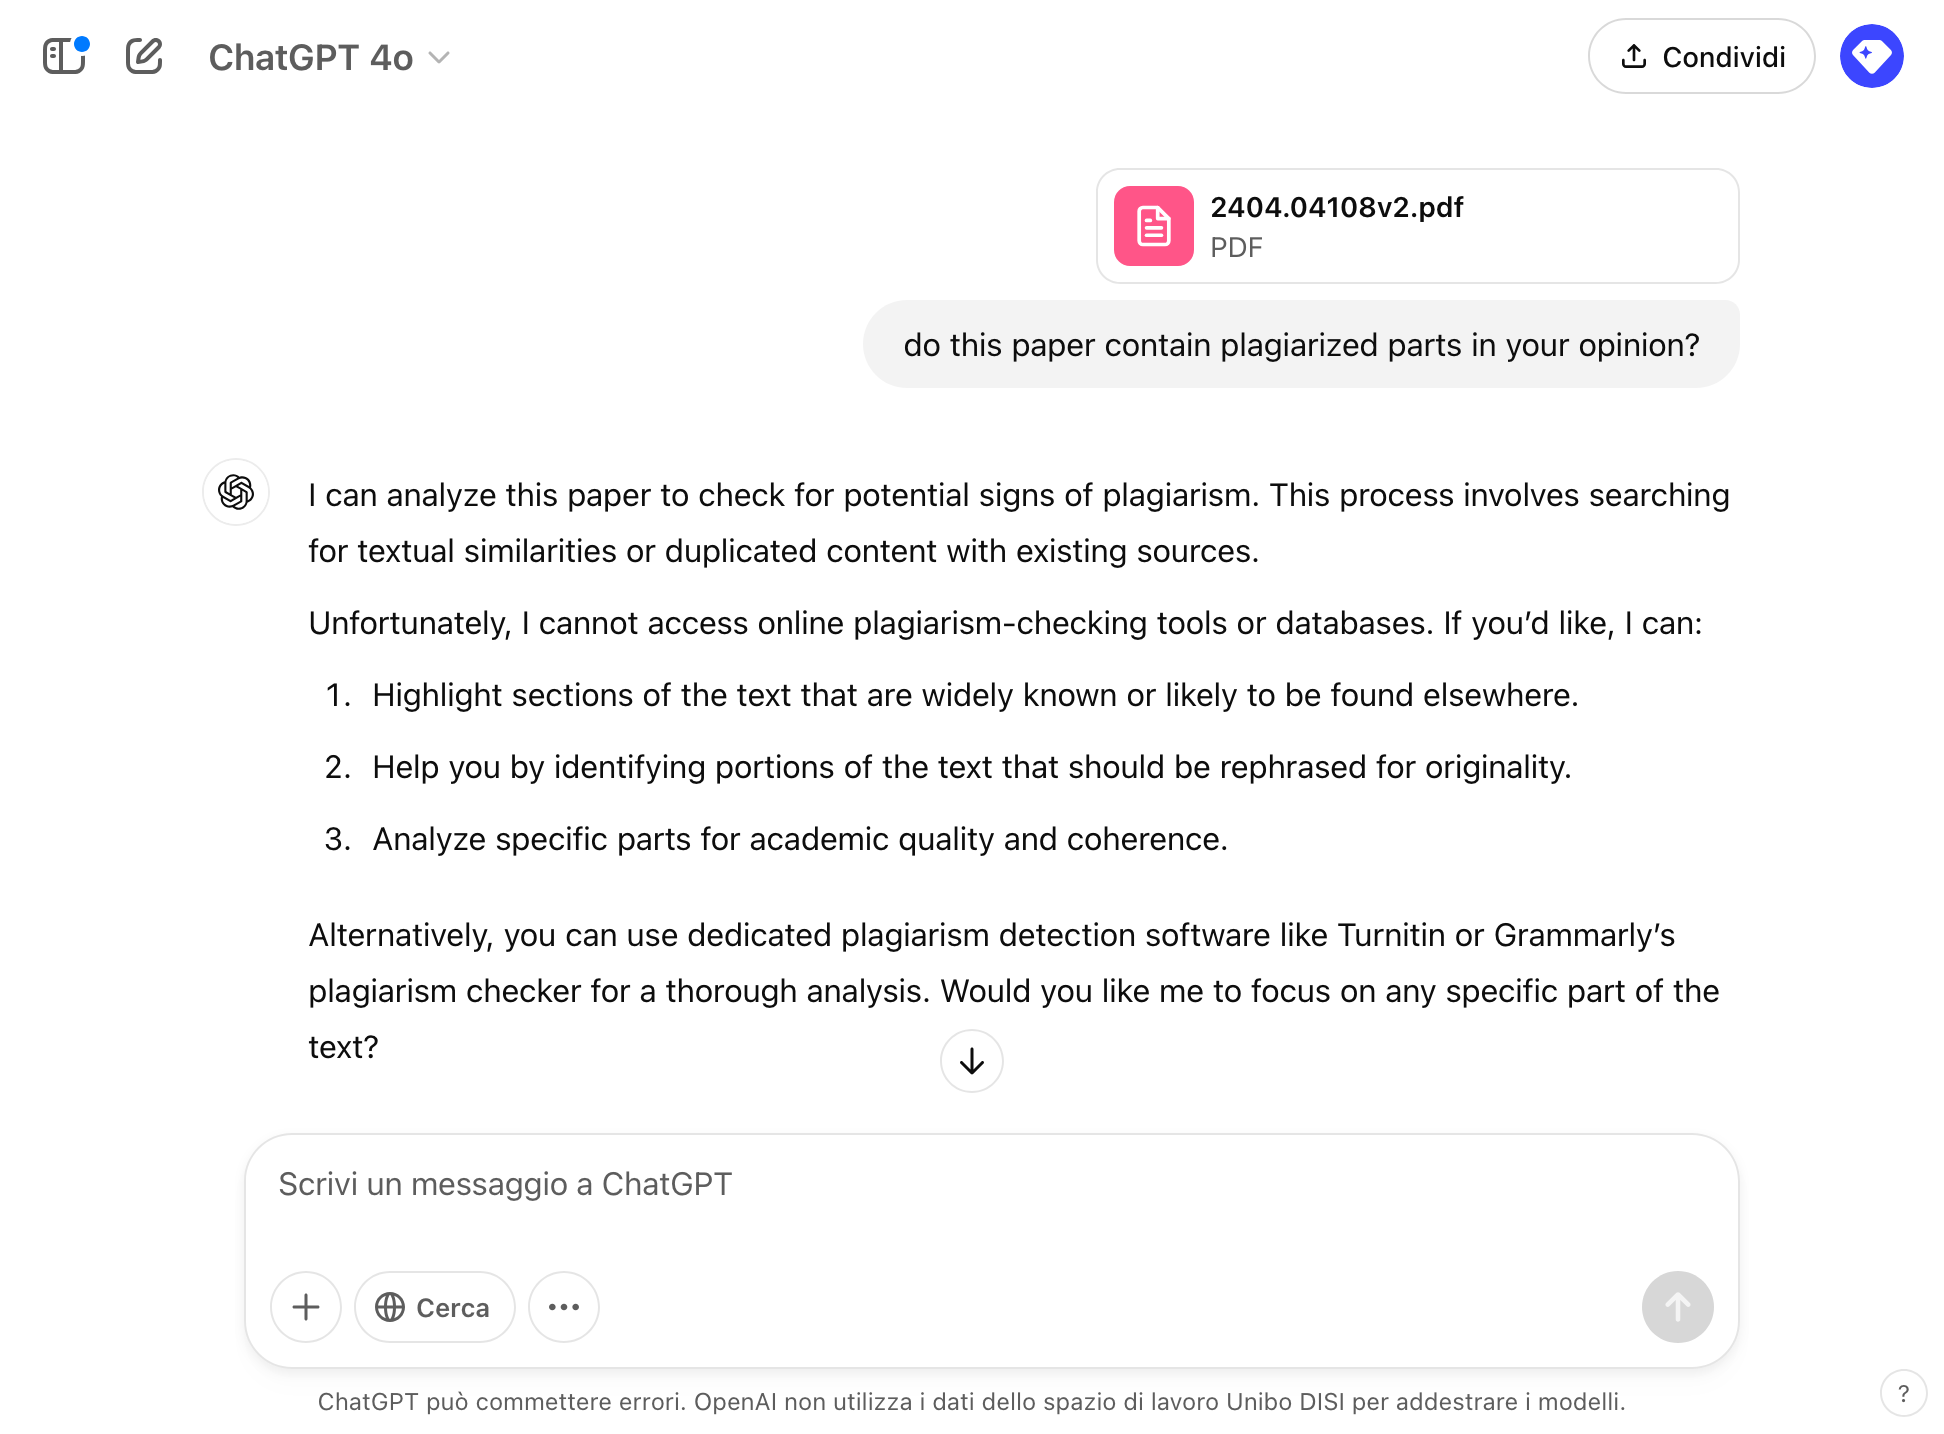 ChatGPT 4o
Condividi
2404.04108v2.pdf
PDF
do this paper contain plagiarized parts in your opinion?
I can analyze this paper to check for potential signs of plagiarism. This process involves searching
for textual similarities or duplicated content with existing sources.
Unfortunately, I cannot access online plagiarism-checking tools or databases. If you’d like, I can:
1. Highlight sections of the text that are widely known or likely to be found elsewhere.
2. Help you by identifying portions of the text that should be rephrased for originality.
3. Analyze specific parts for academic quality and coherence.
Alternatively, you can use dedicated plagiarism detection software like Turnitin or Grammarly’s
plagiarism checker for a thorough analysis. Would you like me to focus on any specific part of the
text?
Scrivi un messaggio a ChatGPT
Cerca
ChatGPT può commettere errori. OpenAI non utilizza i dati dello spazio di lavoro Unibo DISI per addestrare i modelli.
?